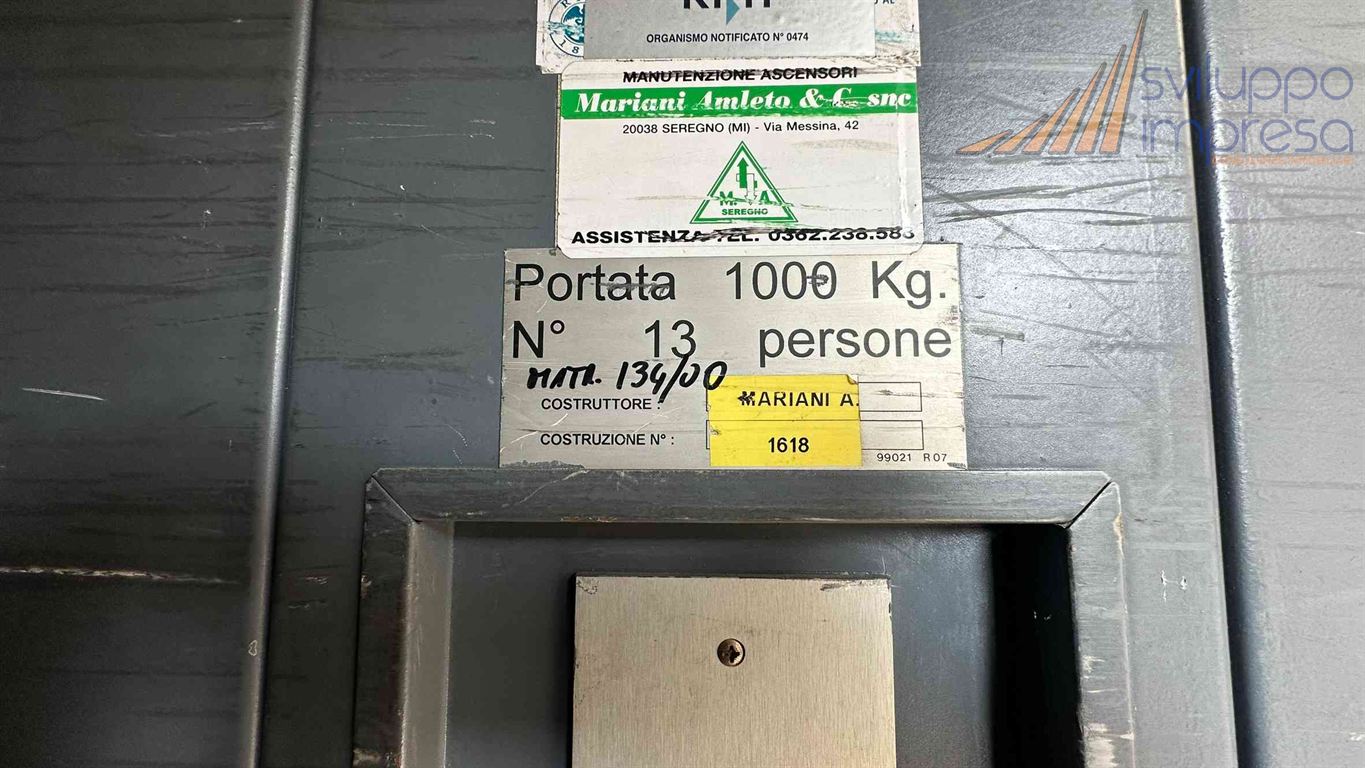 ORGANISMO NOTIFICATO N° 0474
MANUTENZIONE ASCENSORI
Mariani Amleto & C. snc
20038 SEREGNO (MI) - Via Messina, 42
M. A.
SEREGNO
ASSISTENZA TEL. 0362.238.583
Portata 1000 Kg.
N° 13 persone
MATR. 134/00
COSTRUTTORE :
MARIANI A.
COSTRUZIONE N° :
1618
99021 R 07
sviluppo
impresa